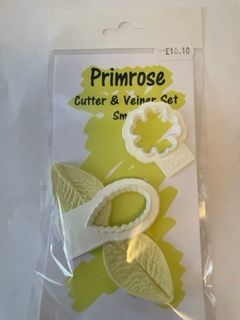 £10.10
Primrose
Cutter & Veiner Set
Sm